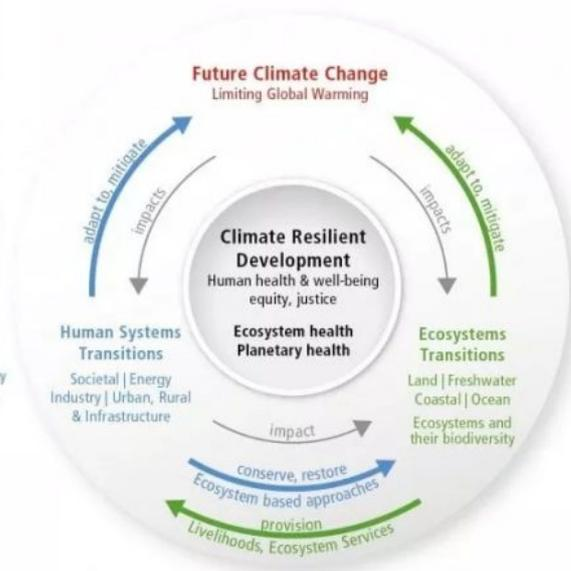 Future Climate Change
Limiting Global Warming
adapt to, mitigate
impacts
impacts
adapt to, mitigate
Climate Resilient
Development
Human health & well-being
equity, justice
Ecosystem health
Planetary health
Human Systems
Transitions
Societal | Energy
Industry | Urban, Rural
& Infrastructure
Ecosystems
Transitions
Land | Freshwater
Coastal | Ocean
Ecosystems and
their biodiversity
y
impact
conserve, restore
Ecosystem based approaches
provision
Livelihoods, Ecosystem Services